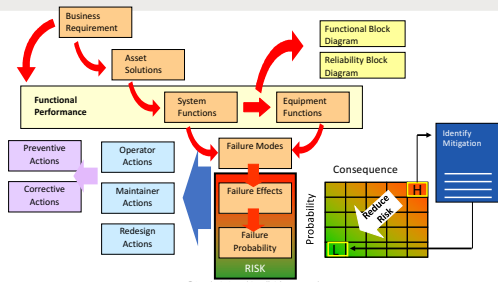 Business
Requirement
Asset
Solutions
Functional Block
Diagram
Reliability Block
Diagram
Functional
Performance
System
Functions
Equipment
Functions
Preventive
Actions
Corrective
Actions
Operator
Actions
Maintainer
Actions
Redesign
Actions
Failure Modes
Failure Effects
Failure
Probability
RISK
Consequence
Probability
H
Reduce
Risk
L
Identify
Mitigation